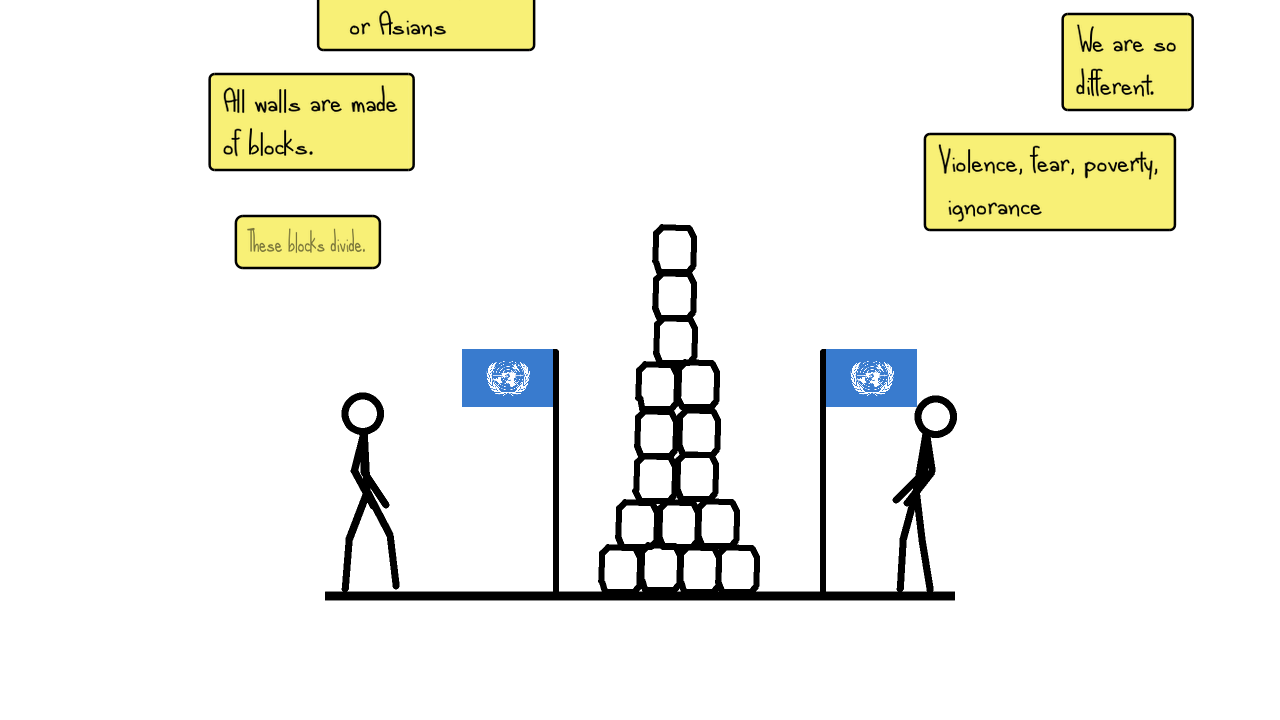 or Asians
All walls are made
of blocks.
These blocks divide.
We are so
different.
Violence, fear, poverty,
ignorance